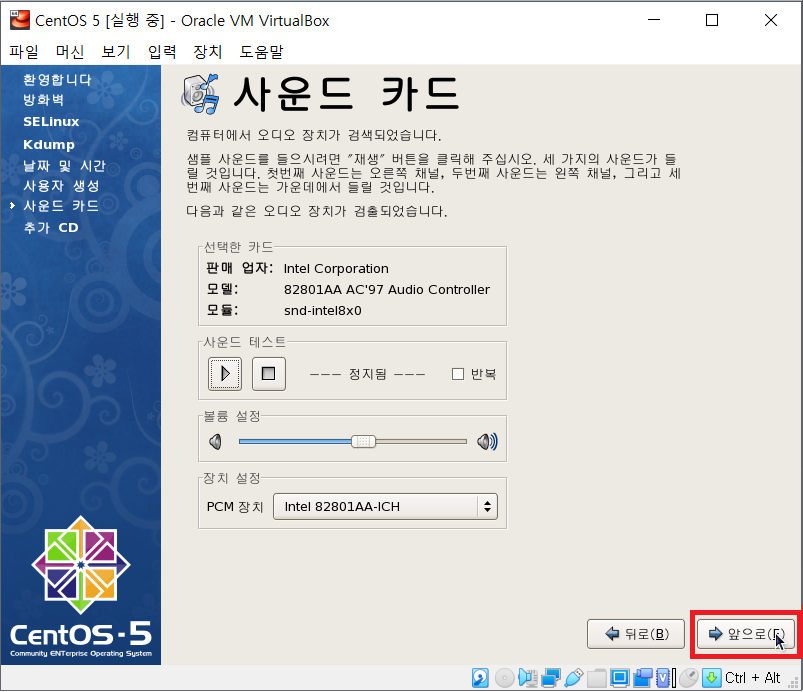 CentOS 5 [실행 중] - Oracle VM VirtualBox
파일 머신 보기 입력 장치 도움말
환영합니다
방화벽
SELinux
Kdump
날짜 및 시간
사용자 생성
사운드 카드
추가 CD
CentOS-5
Community ENTerprise Operating System
사운드 카드
컴퓨터에서 오디오 장치가 검색되었습니다.
샘플 사운드를 들으시려면 "재생" 버튼을 클릭해 주십시오. 세 가지의 사운드가 들
릴 것입니다. 첫번째 사운드는 오른쪽 채널, 두번째 사운드는 왼쪽 채널, 그리고 세
번째 사운드는 가운데에서 들릴 것입니다.
다음과 같은 오디오 장치가 검출되었습니다.
선택한 카드
판매 업자: Intel Corporation
모델: 82801AA AC'97 Audio Controller
모듈: snd-intel8x0
사운드 테스트
––– 정지됨 ––– 반복
볼륨 설정
장치 설정
PCM 장치 Intel 82801AA-ICH
뒤로(B) 앞으로(F)
Ctrl + Alt